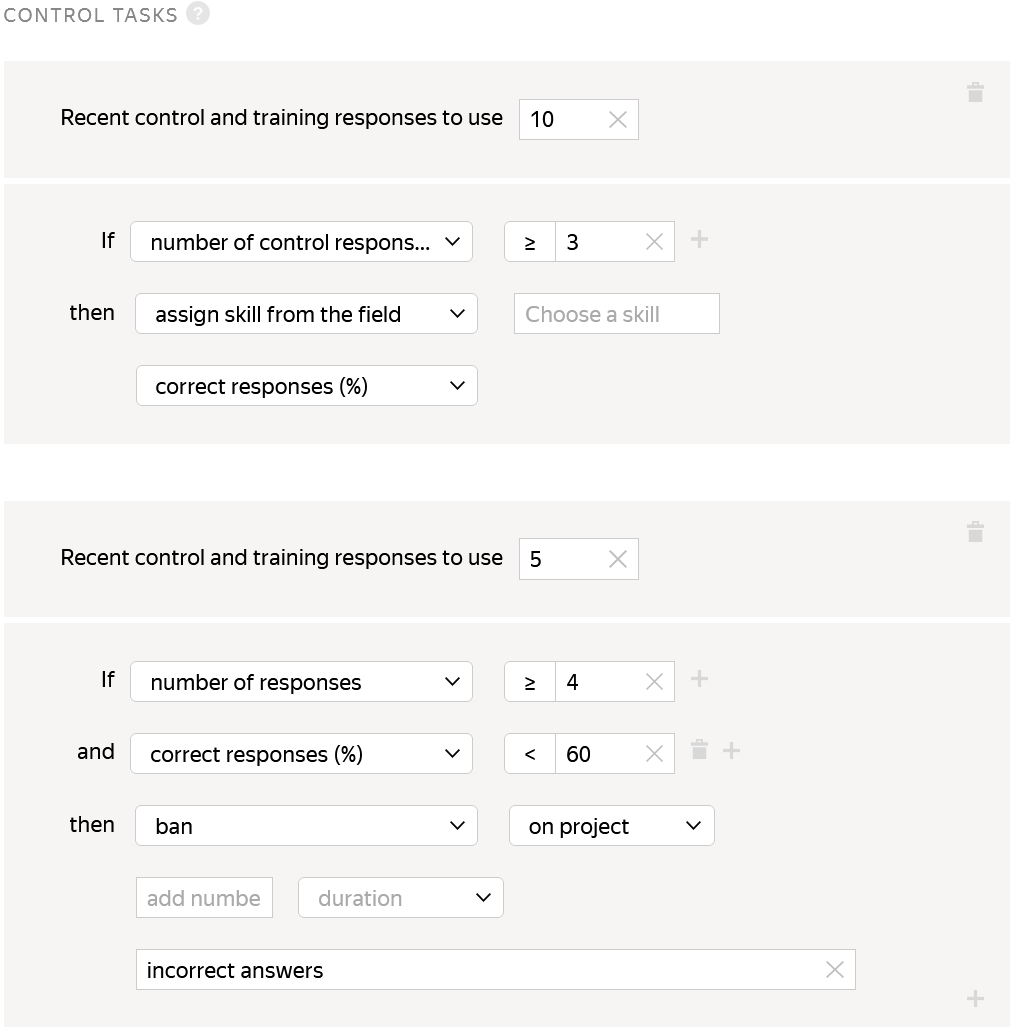 CONTROL TASKS ?
Recent control and training responses to use 10
If number of control respons... ≥ 3
then assign skill from the field Choose a skill
correct responses (%)
Recent control and training responses to use 5
If number of responses ≥ 4
and correct responses (%) < 60
then ban on project
add numbe duration
incorrect answers